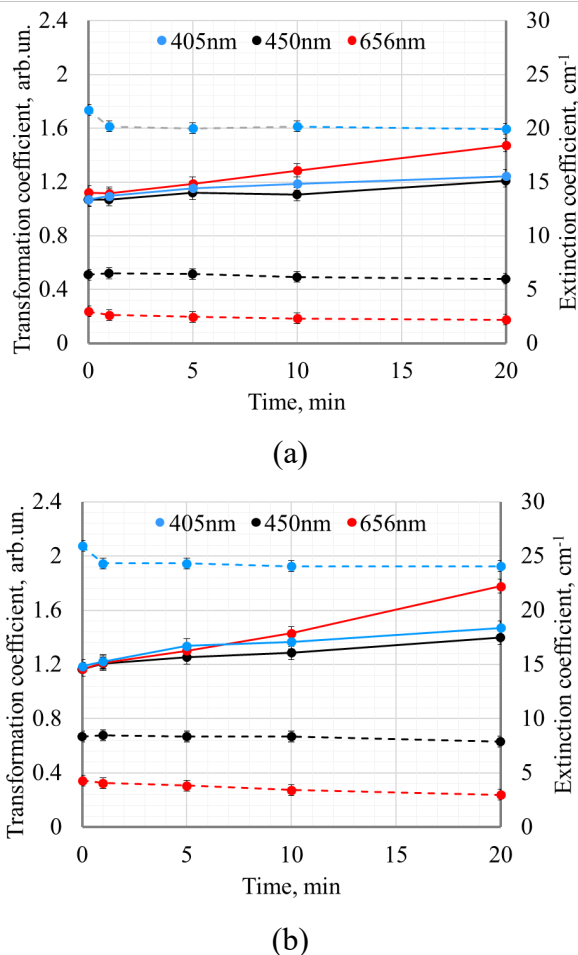 2.4 30
405nm 450nm 656nm
2 25
1.6 20
1.2 15
0.8 10
0.4 5
0 0
0 5 10 15 20
Transformation coefficient, arb.un.
Extinction coefficient, cm⁻¹
Time, min
(a)
2.4 30
405nm 450nm 656nm
2 25
1.6 20
1.2 15
0.8 10
0.4 5
0 0
0 5 10 15 20
Transformation coefficient, arb.un.
Extinction coefficient, cm⁻¹
Time, min
(b)